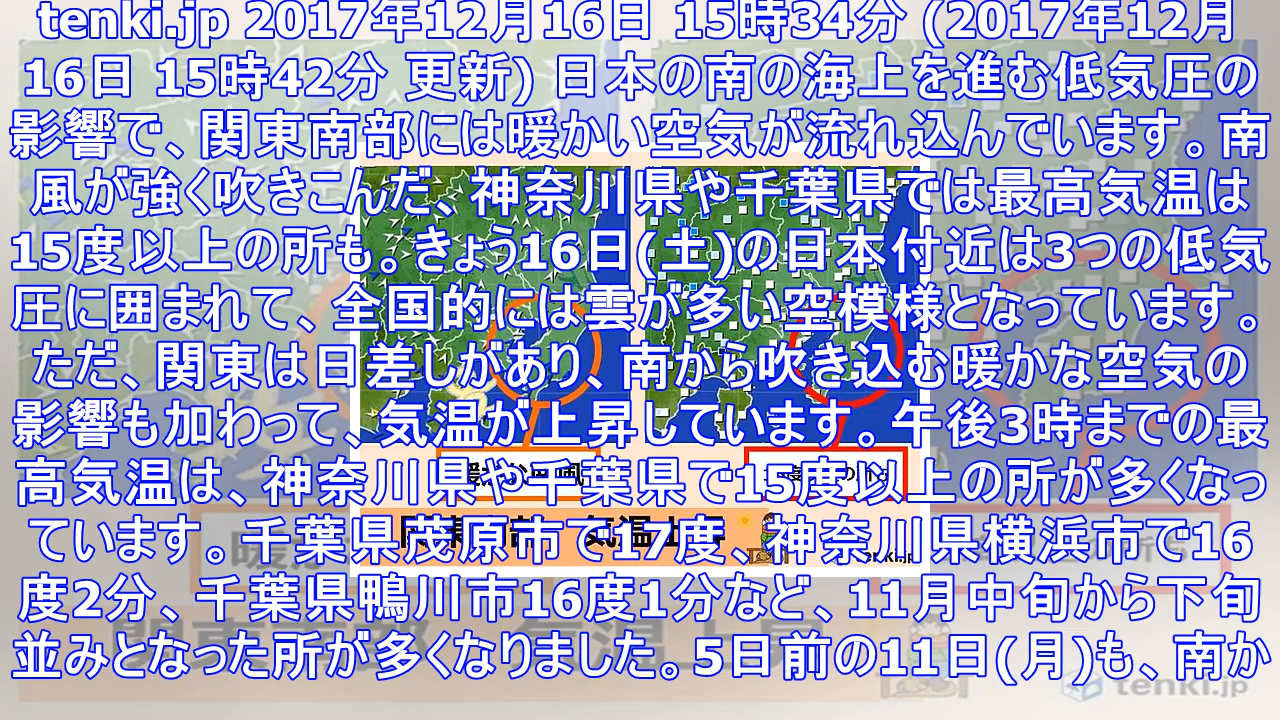 tenki.jp 2017年12月16日 15時34分 (2017年12月
16日 15時42分 更新) 日本の南の海上を進む低気圧の
影響で、関東南部には暖かい空気が流れ込んでいます。南
風が強く吹きこんだ、神奈川県や千葉県では最高気温は
15度以上の所も。きょう16日(土)の日本付近は3つの低気
圧に囲まれて、全国的には雲が多い空模様となっています。
ただ、関東は日差しがあり、南から吹き込む暖かな空気の
影響も加わって、気温が上昇しています。午後3時までの最
高気温は、神奈川県や千葉県で15度以上の所が多くなっ
ています。千葉県茂原市で17度、神奈川県横浜市で16
度2分、千葉県鴨川市16度1分など、11月中旬から下旬
並みとなった所が多くなりました。5日前の11日(月)も、南か
tenki.jp
tenki.jp